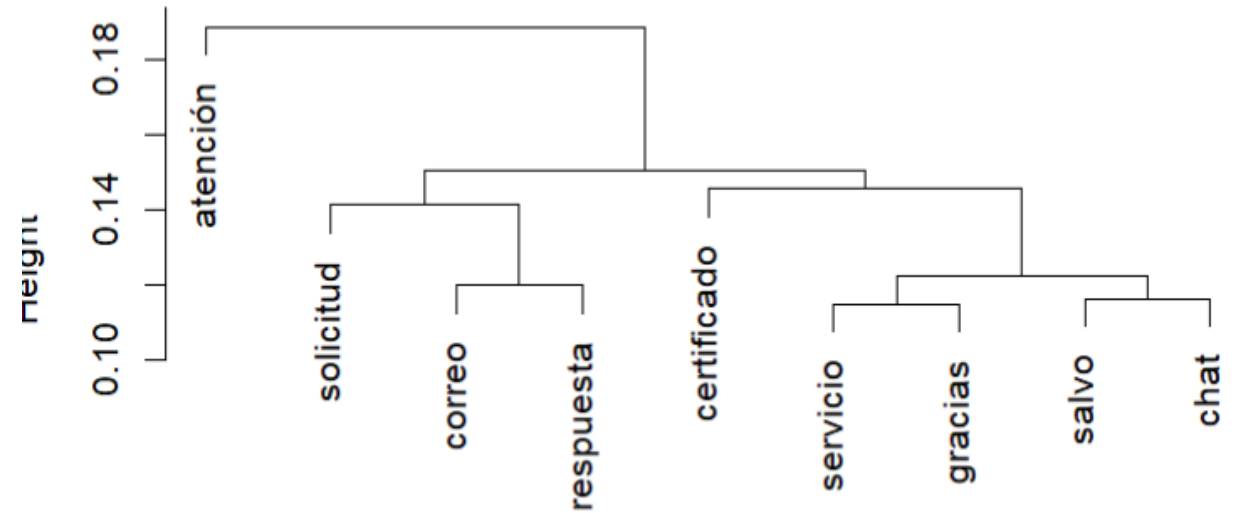 Height
0.10
0.14
0.18
atención
solicitud
correo
respuesta
certificado
servicio
gracias
salvo
chat